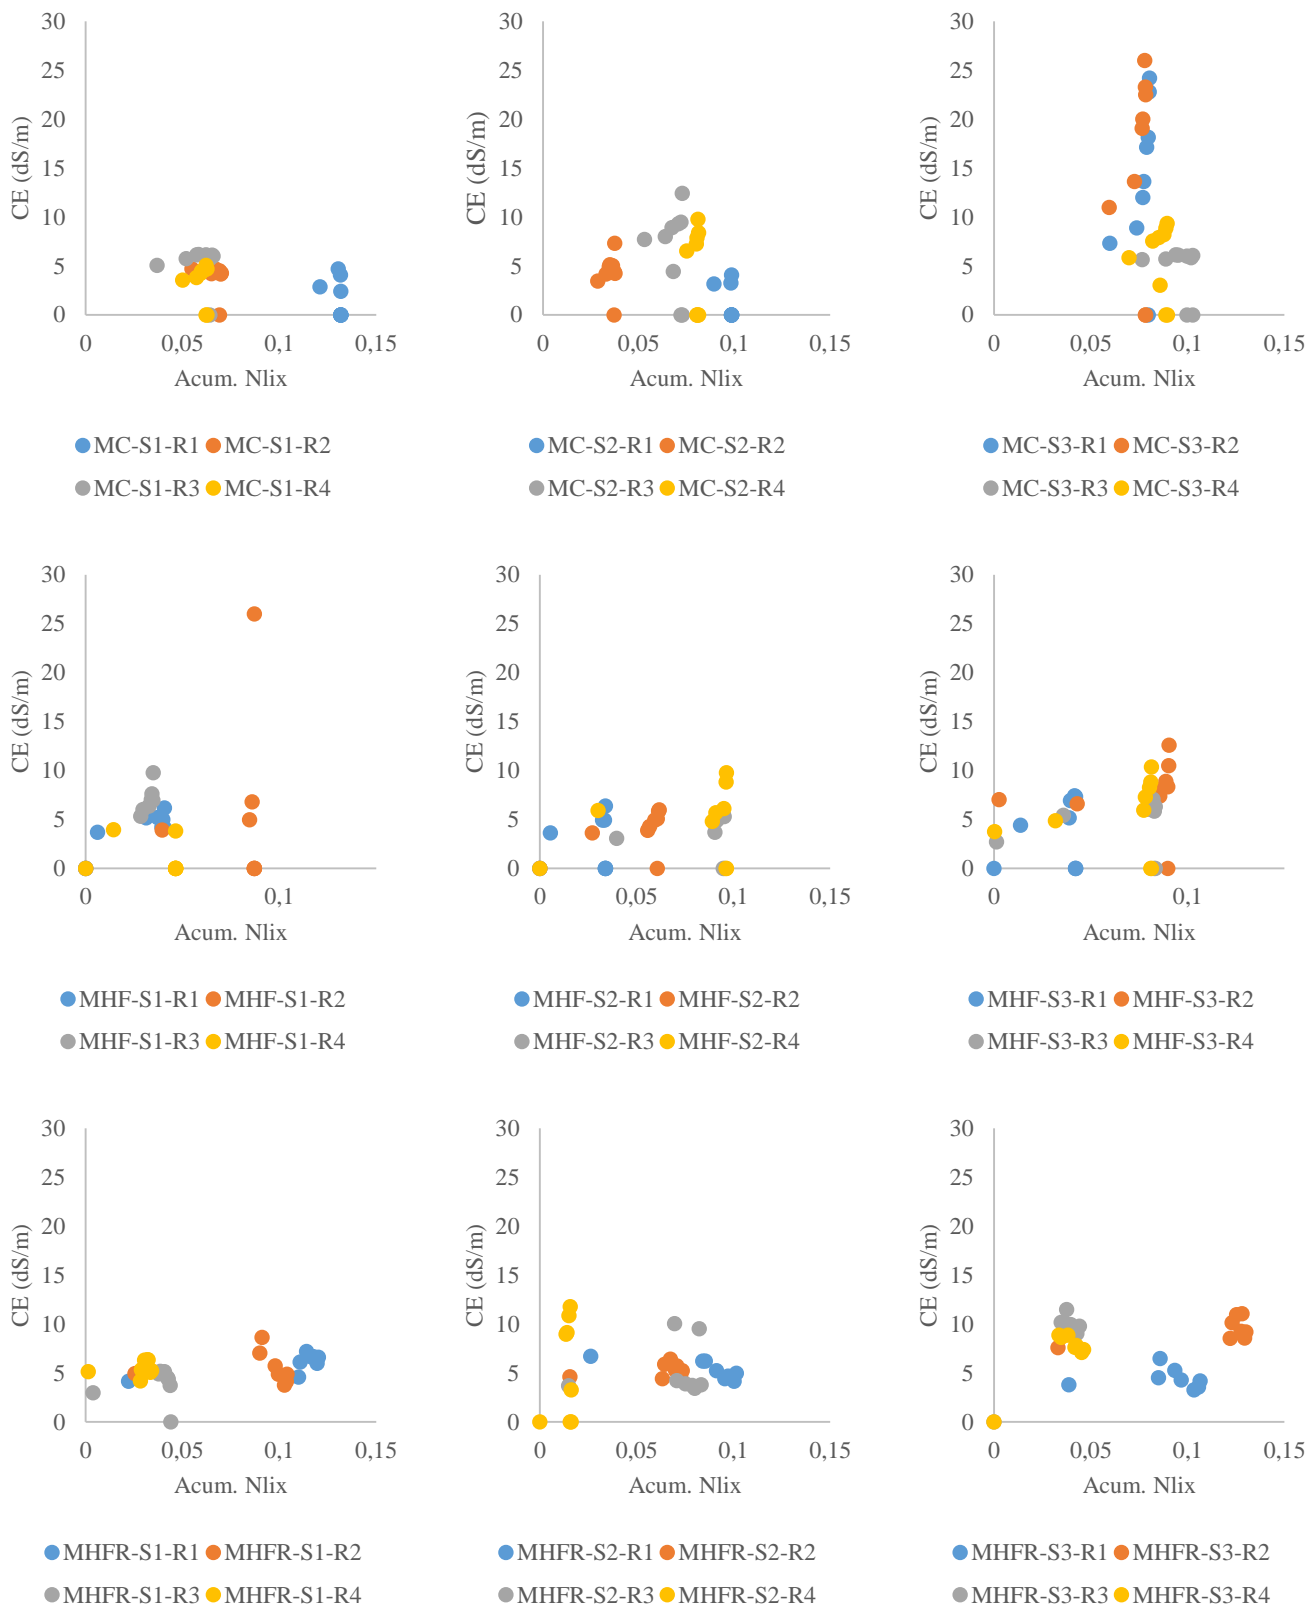 30
25
20
15
10
5
0
CE (dS/m)
0 0,05 0,1 0,15
Acum. Nlix
MC-S1-R1 MC-S1-R2
MC-S1-R3 MC-S1-R4
30
25
20
15
10
5
0
CE (dS/m)
0 0,05 0,1 0,15
Acum. Nlix
MC-S2-R1 MC-S2-R2
MC-S2-R3 MC-S2-R4
30
25
20
15
10
5
0
CE (dS/m)
0 0,05 0,1 0,15
Acum. Nlix
MC-S3-R1 MC-S3-R2
MC-S3-R3 MC-S3-R4
30
25
20
15
10
5
0
CE (dS/m)
0 0,1
Acum. Nlix
MHF-S1-R1 MHF-S1-R2
MHF-S1-R3 MHF-S1-R4
30
25
20
15
10
5
0
CE (dS/m)
0 0,05 0,1 0,15
Acum. Nlix
MHF-S2-R1 MHF-S2-R2
MHF-S2-R3 MHF-S2-R4
30
25
20
15
10
5
0
CE (dS/m)
0 0,1
Acum. Nlix
MHF-S3-R1 MHF-S3-R2
MHF-S3-R3 MHF-S3-R4
30
25
20
15
10
5
0
CE (dS/m)
0 0,05 0,1 0,15
Acum. Nlix
MHFR-S1-R1 MHFR-S1-R2
MHFR-S1-R3 MHFR-S1-R4
30
25
20
15
10
5
0
CE (dS/m)
0 0,05 0,1 0,15
Acum. Nlix
MHFR-S2-R1 MHFR-S2-R2
MHFR-S2-R3 MHFR-S2-R4
30
25
20
15
10
5
0
CE (dS/m)
0 0,05 0,1 0,15
Acum. Nlix
MHFR-S3-R1 MHFR-S3-R2
MHFR-S3-R3 MHFR-S3-R4